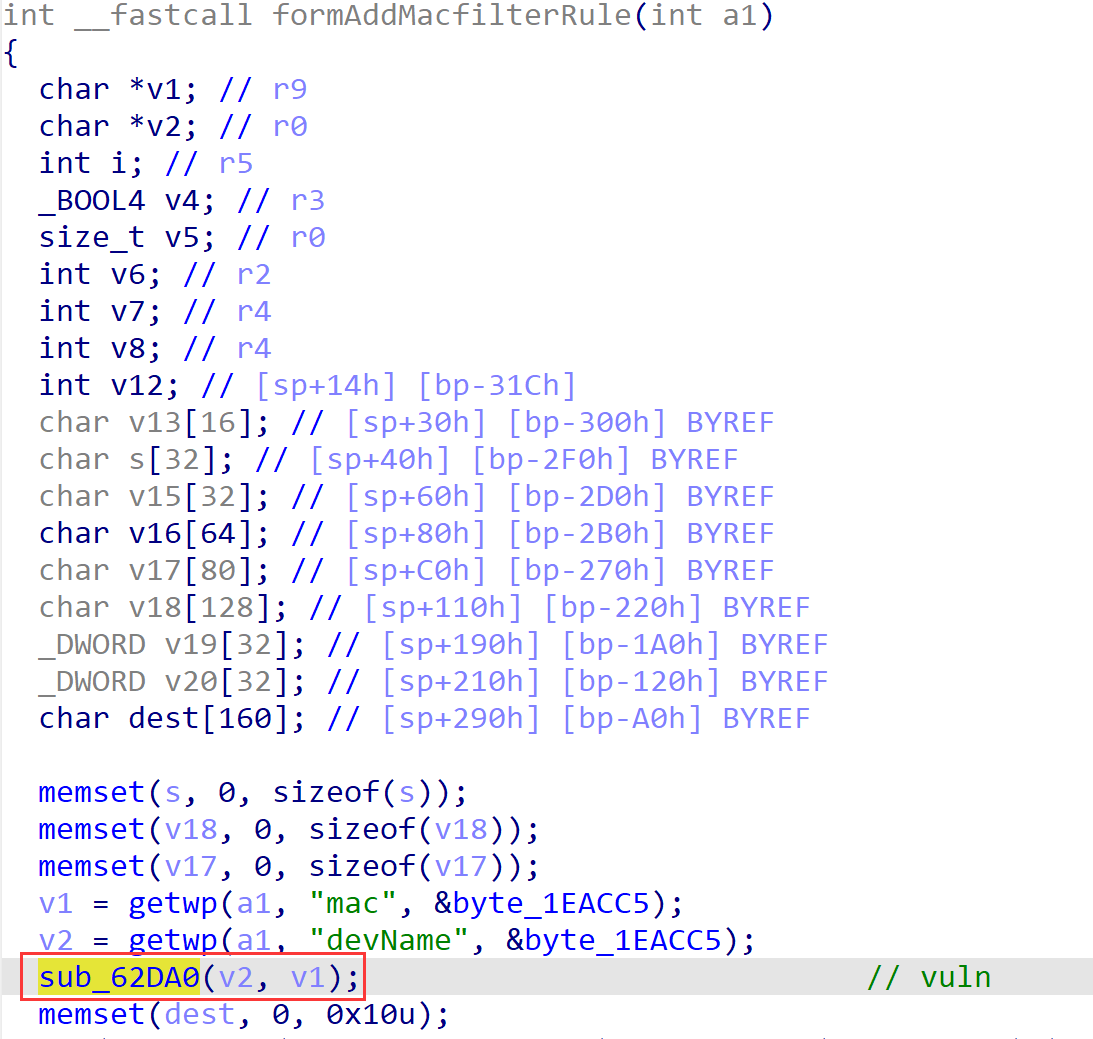 int __fastcall formAddMacfilterRule(int a1)
{
char *v1; // r9
char *v2; // r0
int i; // r5
_BOOL4 v4; // r3
size_t v5; // r0
int v6; // r2
int v7; // r4
int v8; // r4
int v12; // [sp+14h] [bp-31Ch]
char v13[16]; // [sp+30h] [bp-300h] BYREF
char s[32]; // [sp+40h] [bp-2F0h] BYREF
char v15[32]; // [sp+60h] [bp-2D0h] BYREF
char v16[64]; // [sp+80h] [bp-2B0h] BYREF
char v17[80]; // [sp+C0h] [bp-270h] BYREF
char v18[128]; // [sp+110h] [bp-220h] BYREF
_DWORD v19[32]; // [sp+190h] [bp-1A0h] BYREF
_DWORD v20[32]; // [sp+210h] [bp-120h] BYREF
char dest[160]; // [sp+290h] [bp-A0h] BYREF
memset(s, 0, sizeof(s));
memset(v18, 0, sizeof(v18));
memset(v17, 0, sizeof(v17));
v1 = getwp(a1, "mac", &byte_1EACC5);
v2 = getwp(a1, "devName", &byte_1EACC5);
sub_62DA0(v2, v1); // vuln
memset(dest, 0, 0x10u);